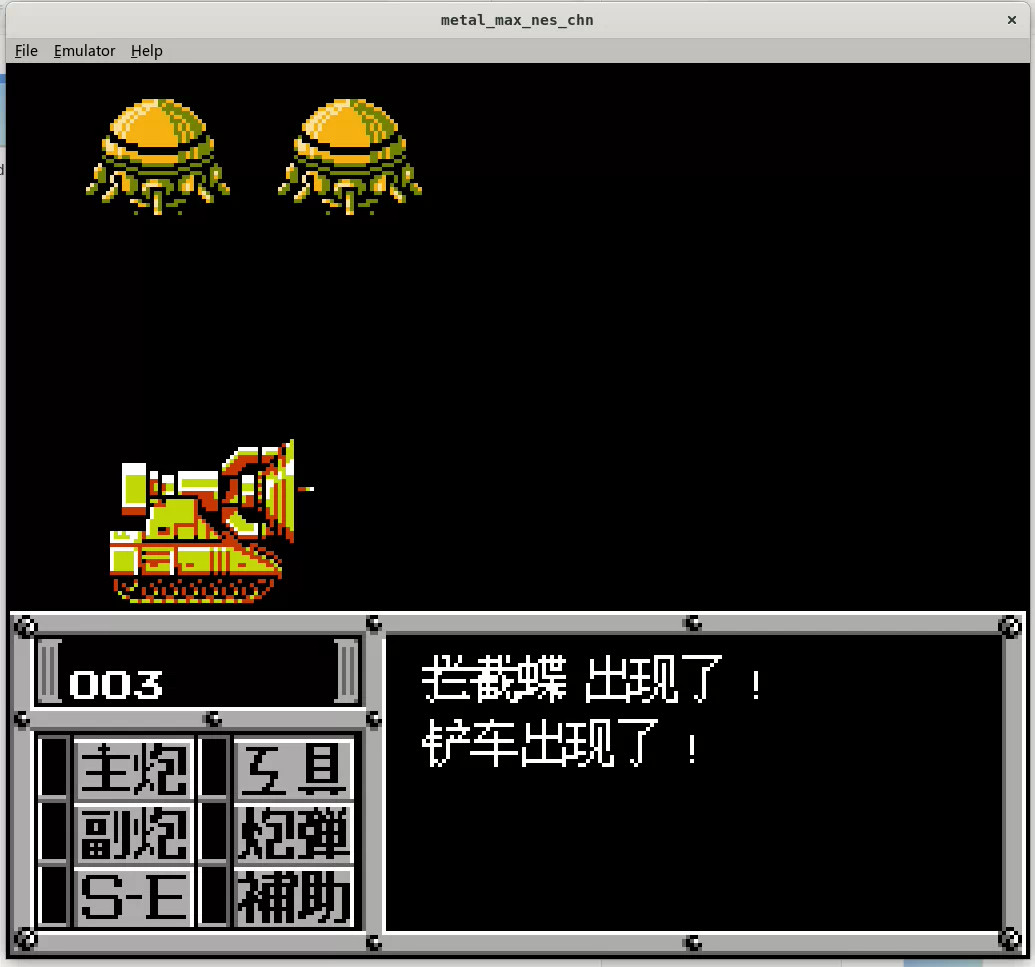 metal_max_nes_chn
File Emulator Help
拦截蝶 出现了 !
铲车出现了 !
003
主炮 工具
副炮 炮弹
S-E 補助